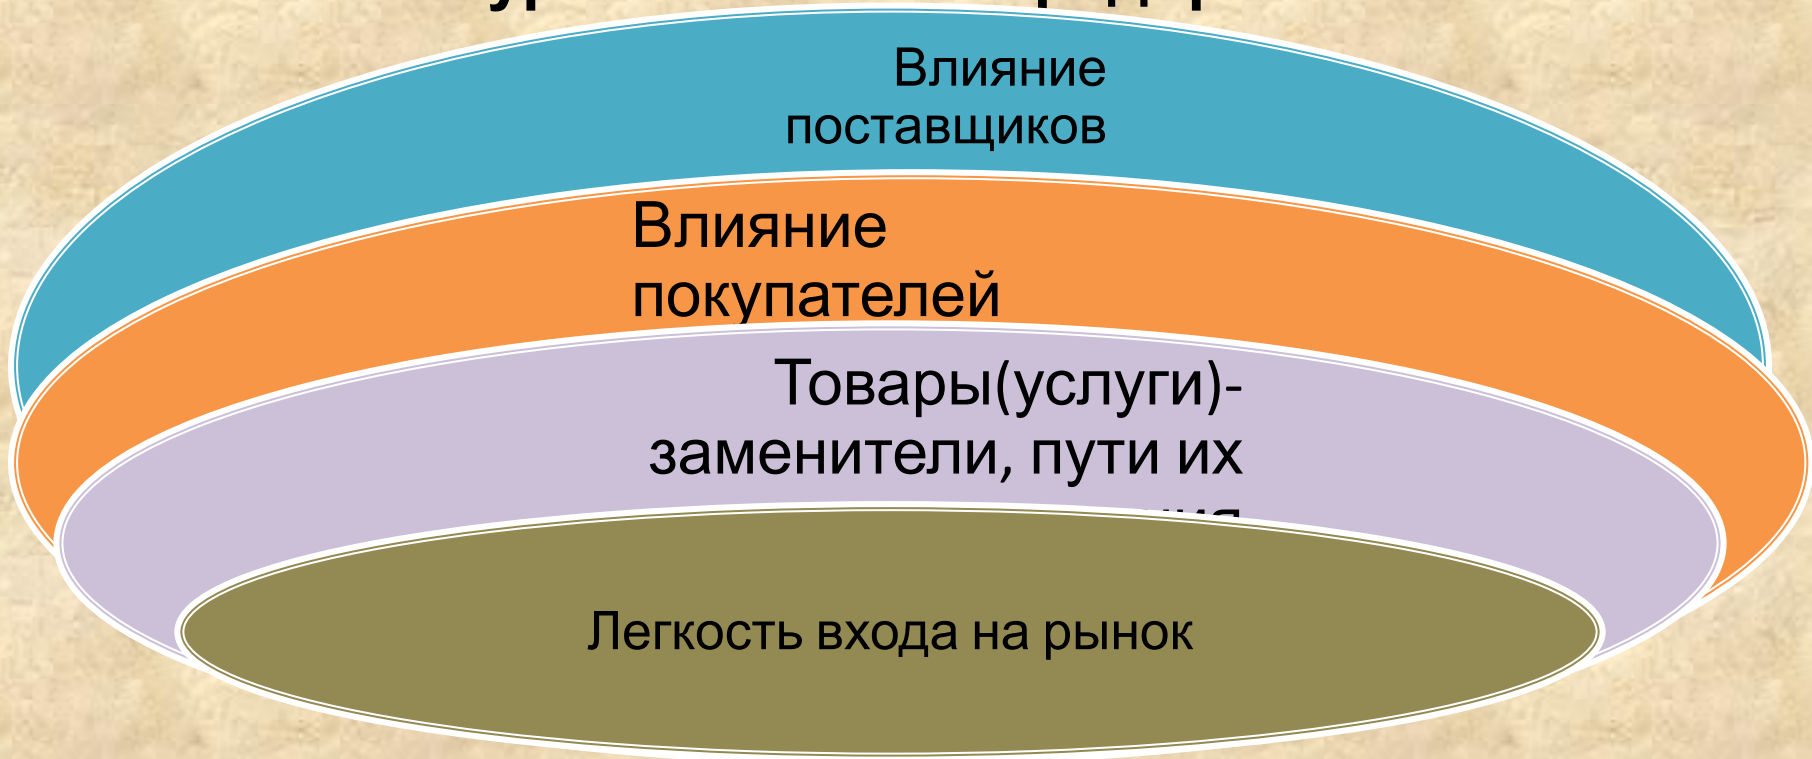 Влияние
поставщиков
Влияние
покупателей
Товары(услуги)-
заменители, пути их
Легкость входа на рынок